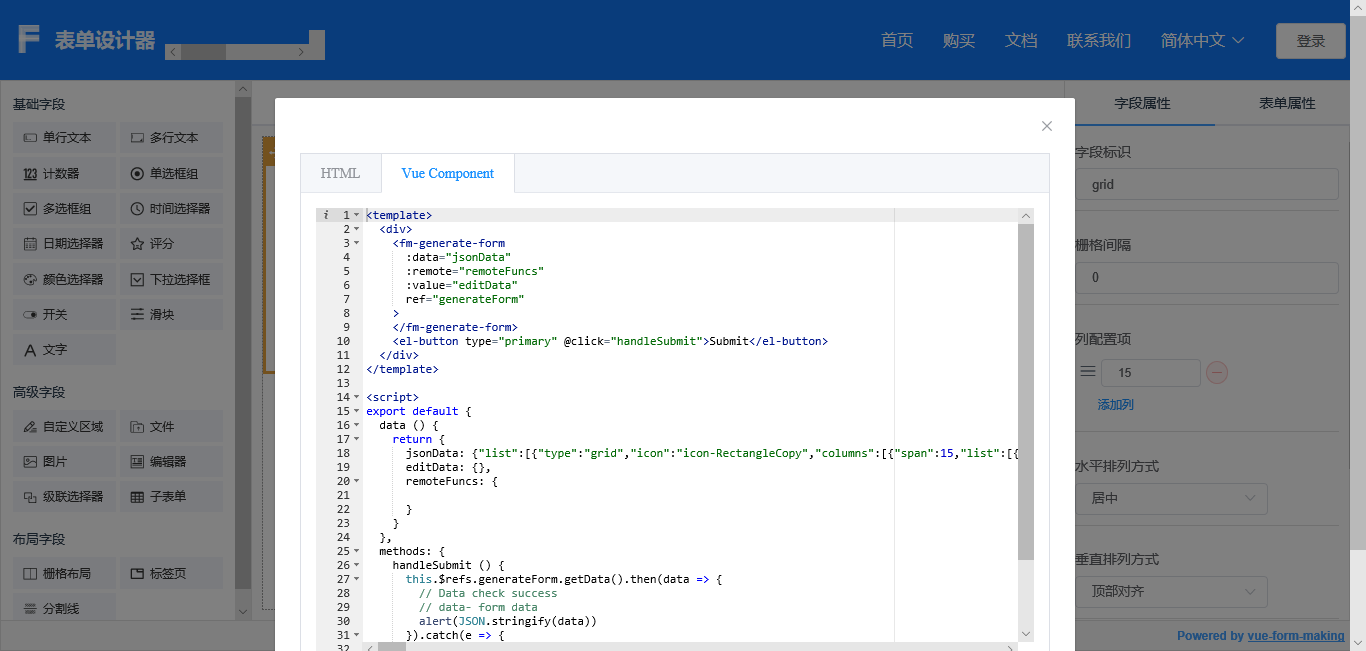 表单设计器
首页 购买 文档 联系我们 简体中文 登录
基础字段
单行文本 多行文本
123 计数器 单选框组
多选框组 时间选择器
日期选择器 评分
颜色选择器 下拉选择框
开关 滑块
文字
高级字段
自定义区域 文件
图片 编辑器
级联选择器 子表单
布局字段
栅格布局 标签页
分割线
HTML Vue Component
i 1 <template>
2 <div>
3 <fm-generate-form
4 :data="jsonData"
5 :remote="remoteFuncs"
6 :value="editData"
7 ref="generateForm"
8 >
9 </fm-generate-form>
10 <el-button type="primary" @click="handleSubmit">Submit</el-button>
11 </div>
12 </template>
13
14 <script>
15 export default {
16 data () {
17 return {
18 jsonData: {"list":[{"type":"grid","icon":"icon-RectangleCopy","columns":[{"span":15,"list":[{
19 editData: {},
20 remoteFuncs: {
21
22 }
23 }
24 },
25 methods: {
26 handleSubmit () {
27 this.$refs.generateForm.getData().then(data => {
28 // Data check success
29 // data- form data
30 alert(JSON.stringify(data))
31 }).catch(e => {
32
字段属性 表单属性
字段标识
grid
栅格间隔
0
列配置项
15
添加列
水平排列方式
居中
垂直排列方式
顶部对齐
Powered by vue-form-making